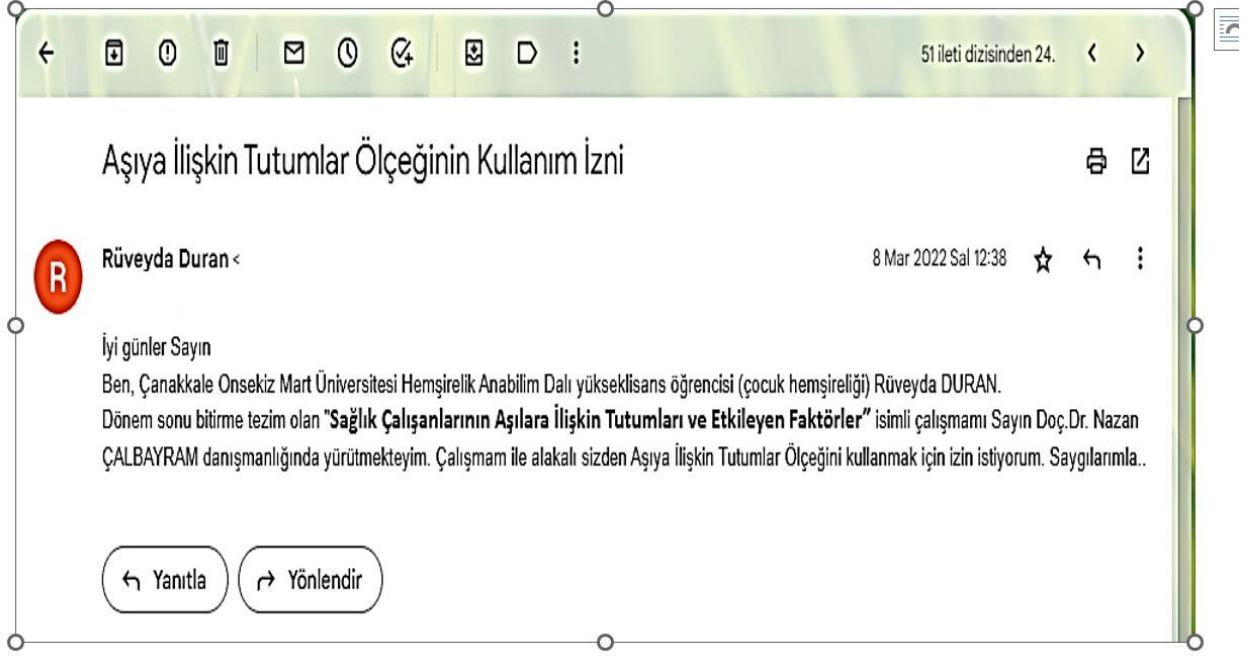 51 ileti dizisinden 24.
Aşıya İlişkin Tutumlar Ölçeğinin Kullanım İzni
R
Rüveyda Duran <
8 Mar 2022 Sal 12:38
İyi günler Sayın
Ben, Çanakkale Onsekiz Mart Üniversitesi Hemşirelik Anabilim Dalı yükseklisans öğrencisi (çocuk hemşireliği) Rüveyda DURAN.
Dönem sonu bitirme tezim olan "Sağlık Çalışanlarının Aşılara İlişkin Tutumları ve Etkileyen Faktörler” isimli çalışmamı Sayın Doç.Dr. Nazan
ÇALBAYRAM danışmanlığında yürütmekteyim. Çalışmam ile alakalı sizden Aşıya İlişkin Tutumlar Ölçeğini kullanmak için izin istiyorum. Saygılarımla..
Yanıtla
Yönlendir